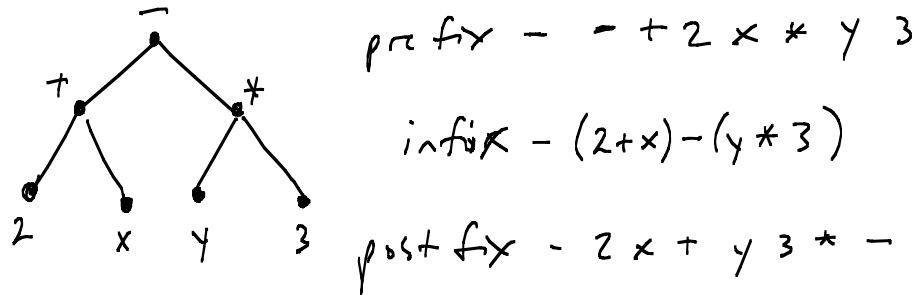 −
+ *
2 x y 3
prefix - - + 2 x * y 3
infix - (2+x)-(y*3)
postfix - 2 x + y 3 * -